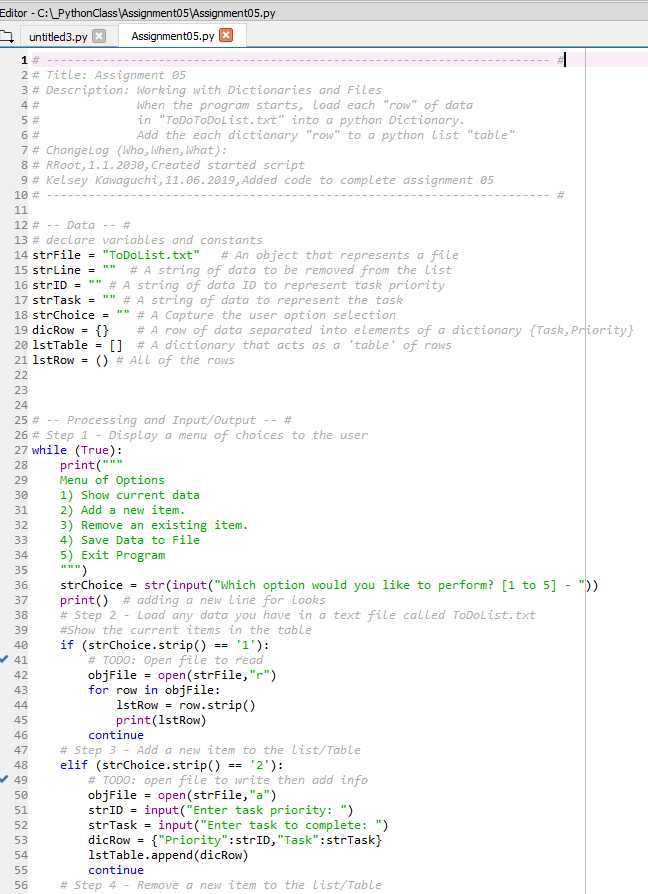 Editor - C:\_PythonClass\Assignment05\Assignment05.py
untitled3.py Assignment05.py
1 # ------------------------------------------------------------------------ #
2 # Title: Assignment 05
3 # Description: Working with Dictionaries and Files
4 #              When the program starts, load each "row" of data
5 #              in "ToDoToDoList.txt" into a python Dictionary.
6 #              Add the each dictionary "row" to a python list "table"
7 # ChangeLog (Who,When,What):
8 # RRoot,1.1.2030,Created started script
9 # Kelsey Kawaguchi,11.06.2019,Added code to complete assignment 05
10 # ------------------------------------------------------------------------ #
11
12 # -- Data -- #
13 # declare variables and constants
14 strFile = "ToDoList.txt"   # An object that represents a file
15 strLine = ""  # A string of data to be removed from the list
16 strID = "" # A string of data ID to represent task priority
17 strTask = "" # A string of data to represent the task
18 strChoice = "" # A Capture the user option selection
19 dicRow = {}    # A row of data separated into elements of a dictionary {Task,Priority}
20 lstTable = []  # A dictionary that acts as a 'table' of rows
21 lstRow = () # All of the rows
22
23
24
25 # -- Processing and Input/Output -- #
26 # Step 1 - Display a menu of choices to the user
27 while (True):
28     print("""
29     Menu of Options
30     1) Show current data
31     2) Add a new item.
32     3) Remove an existing item.
33     4) Save Data to File
34     5) Exit Program
35     """)
36     strChoice = str(input("Which option would you like to perform? [1 to 5] - "))
37     print()  # adding a new line for looks
38     # Step 2 - Load any data you have in a text file called ToDoList.txt
39     #Show the current items in the table
40     if (strChoice.strip() == '1'):
41         # TODO: Open file to read
42         objFile = open(strFile,"r")
43         for row in objFile:
44             lstRow = row.strip()
45             print(lstRow)
46         continue
47     # Step 3 - Add a new item to the list/Table
48     elif (strChoice.strip() == '2'):
49         # TODO: open file to write then add info
50         objFile = open(strFile,"a")
51         strID = input("Enter task priority: ")
52         strTask = input("Enter task to complete: ")
53         dicRow = {"Priority":strID,"Task":strTask}
54         lstTable.append(dicRow)
55         continue
56     # Step 4 - Remove a new item to the list/Table